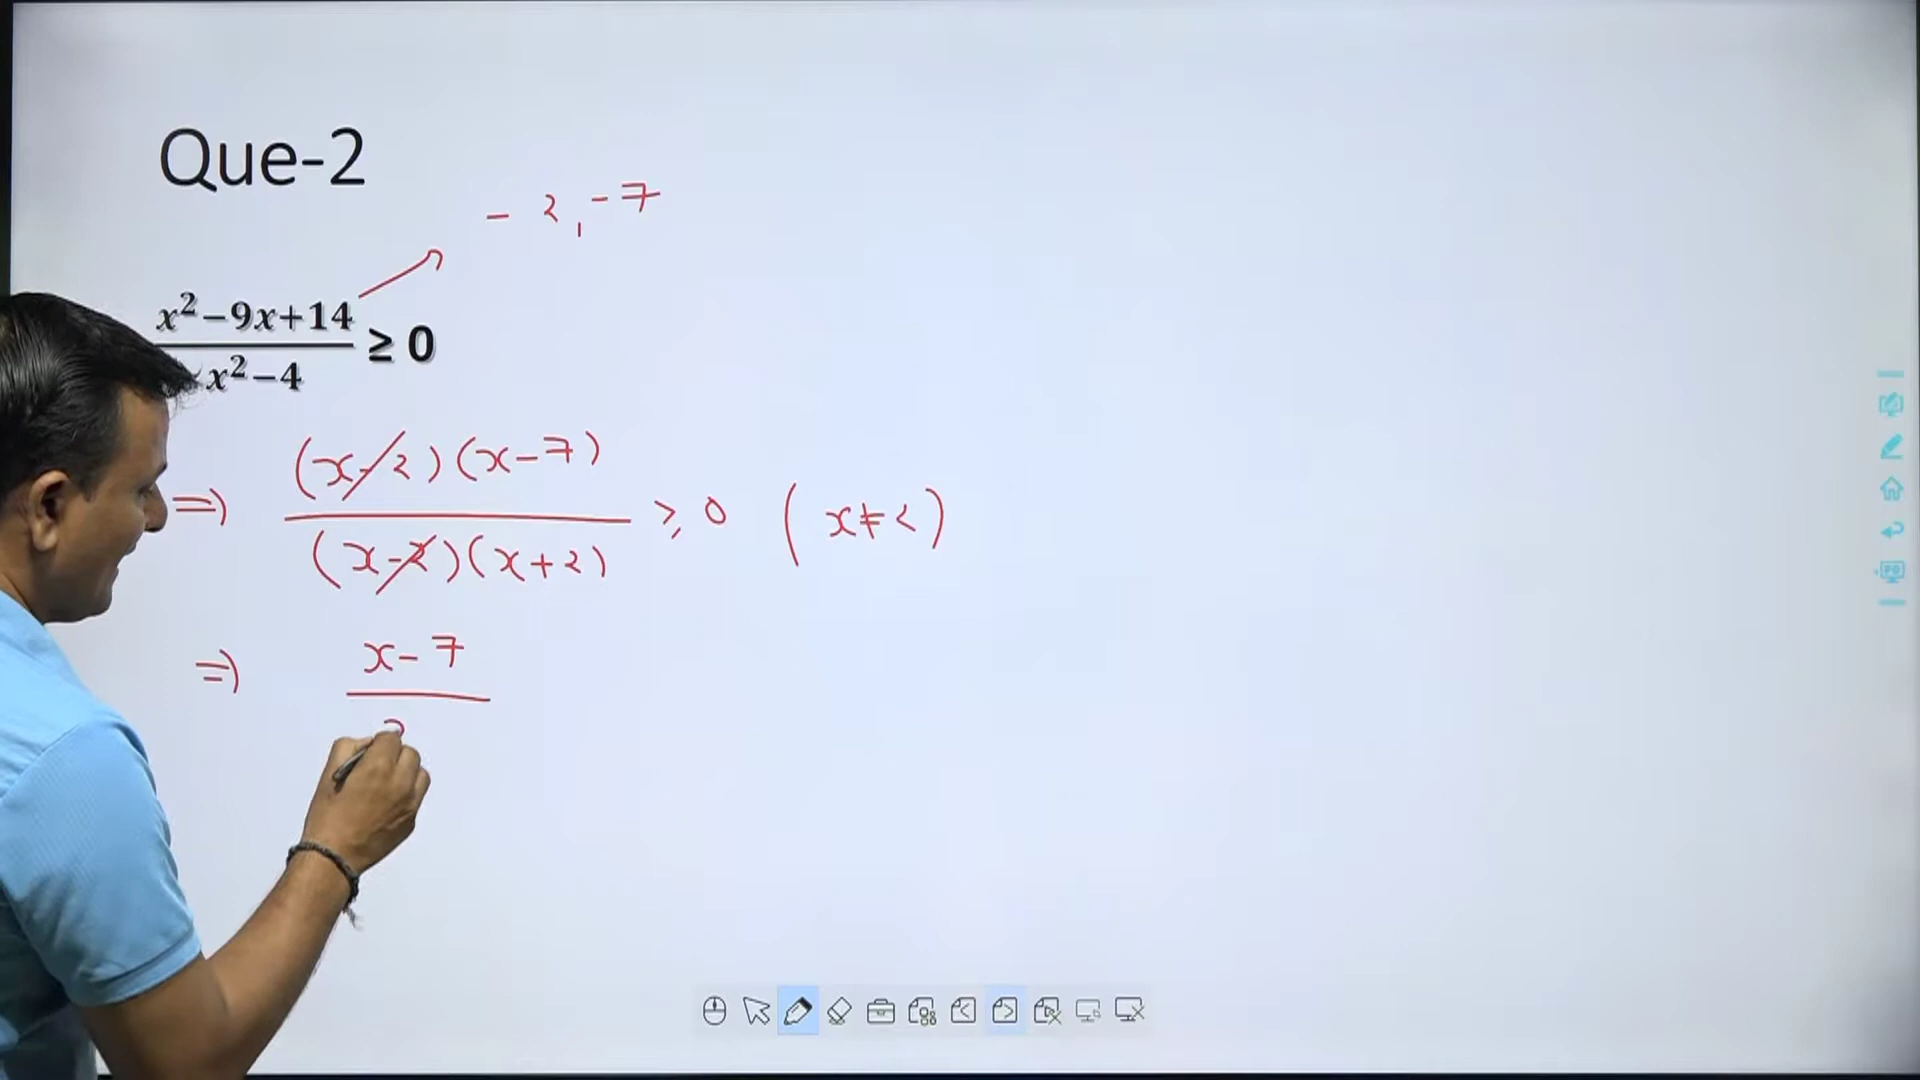 Que-2
- 2, -7
x²-9x+14 / x²-4 ≥ 0
=> (x-2)(x-7) / (x-2)(x+2) ≥ 0 (x≠2)
=> x-7